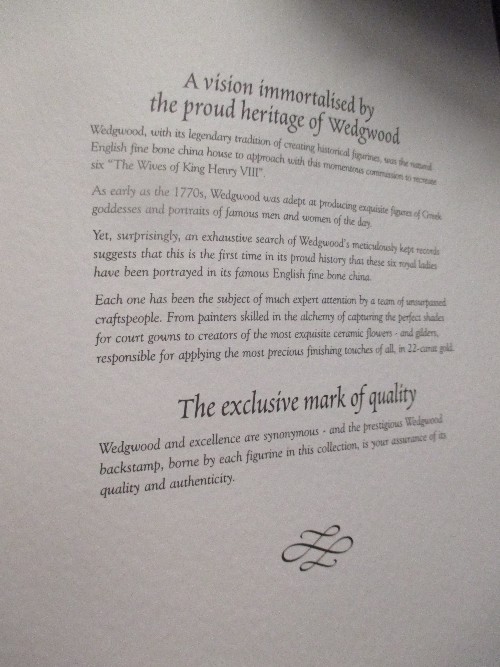 A vision immortalised by
the proud heritage of Wedgwood
Wedgwood, with its legendary tradition of creating historical figurines, was the natural
English fine bone china house to approach with this momentous commission to recreate
six "The Wives of King Henry VIII".
As early as the 1770s, Wedgwood was adept at producing exquisite figures of Greek
goddesses and portraits of famous men and women of the day.
Yet, surprisingly, an exhaustive search of Wedgwood's meticulously kept records
suggests that this is the first time in its proud history that these six royal ladies
have been portrayed in its famous English fine bone china.
Each one has been the subject of much expert attention by a team of unsurpassed
craftspeople. From painters skilled in the alchemy of capturing the perfect shades
for court gowns to creators of the most exquisite ceramic flowers - and gilders,
responsible for applying the most precious finishing touches of all, in 22-carat gold.
The exclusive mark of quality
Wedgwood and excellence are synonymous - and the prestigious Wedgwood
backstamp, borne by each figurine in this collection, is your assurance of its
quality and authenticity.